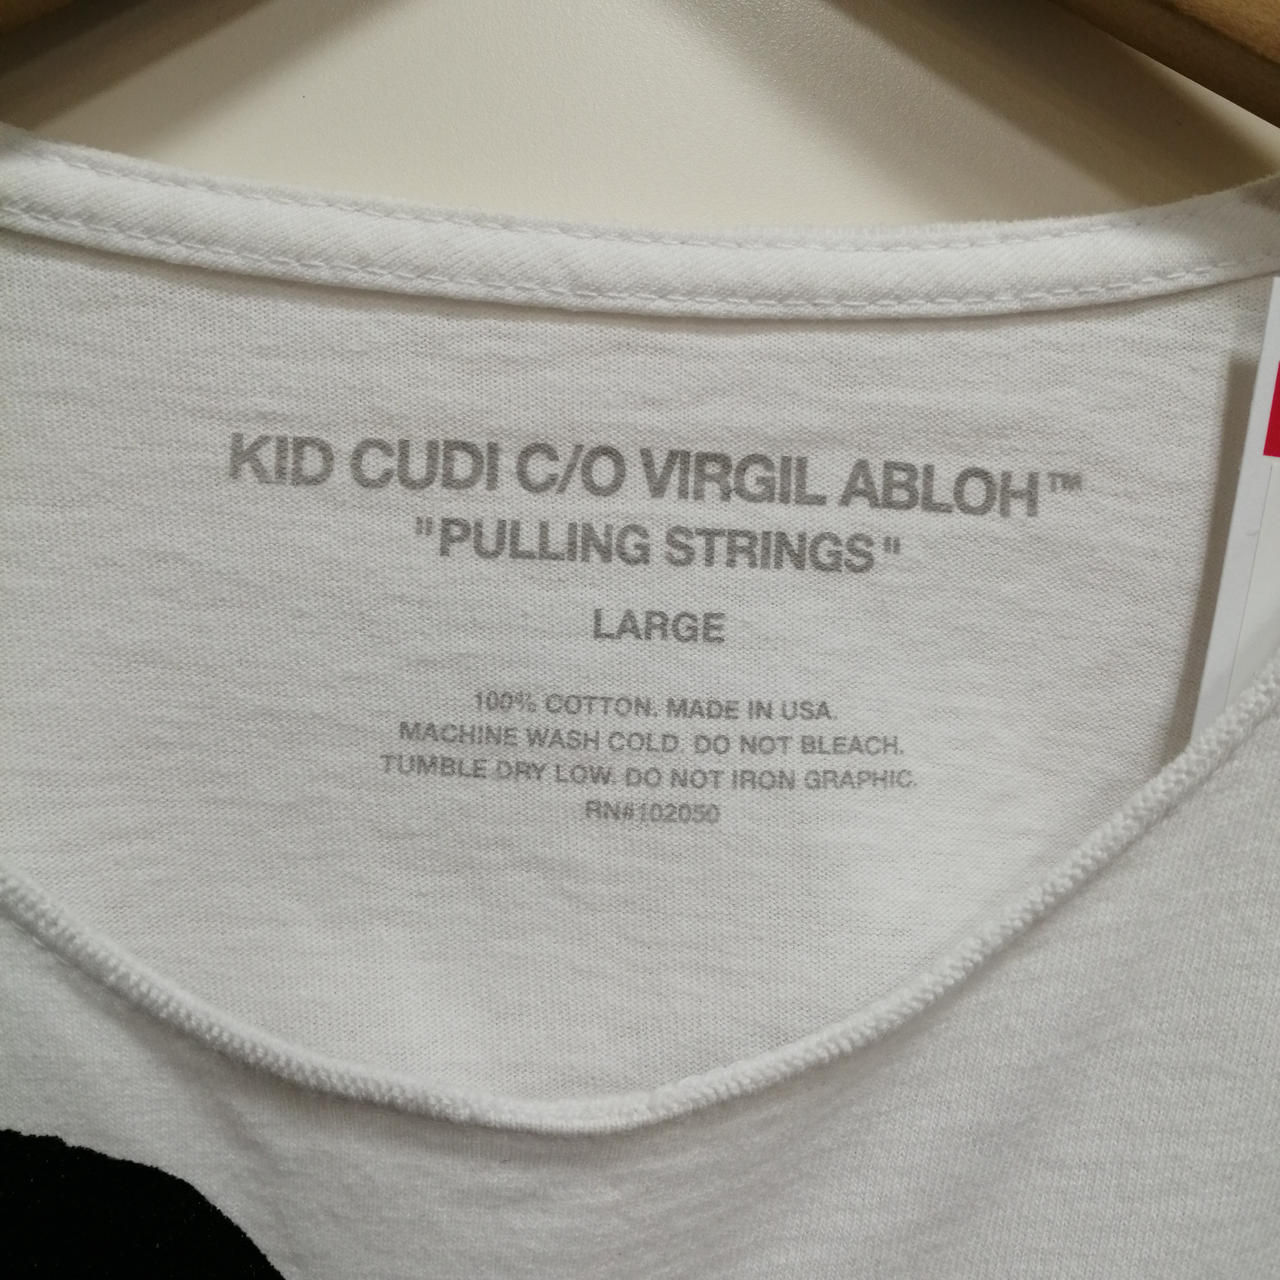 KID CUDI C/O VIRGIL ABLOH™
"PULLING STRINGS"
LARGE
100% COTTON. MADE IN USA.
MACHINE WASH COLD. DO NOT BLEACH.
TUMBLE DRY LOW. DO NOT IRON GRAPHIC.
RN#102050